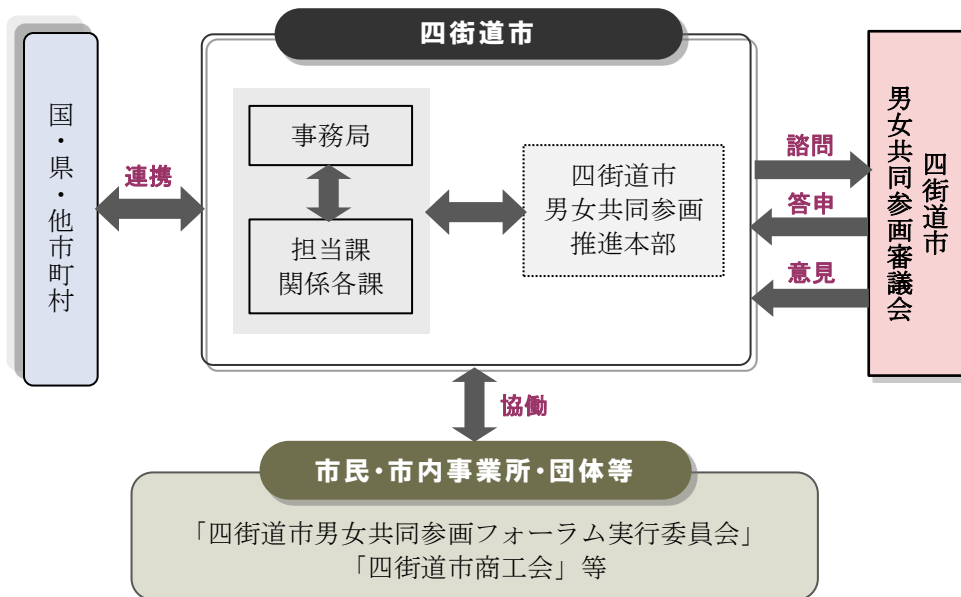 四街道市
国・県・他市町村
連携
事務局
担当課
関係各課
四街道市
男女共同参画
推進本部
諮問
答申
意見
四街道市
男女共同参画審議会
協働
市民・市内事業所・団体等
「四街道市男女共同参画フォーラム実行委員会」
「四街道市商工会」等